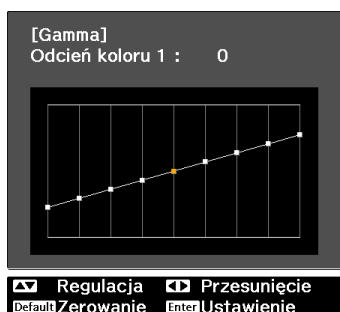 [Gamma]
Odcień koloru 1 : 0
Regulacja Przesunięcie
Default Zerowanie Enter Ustawienie